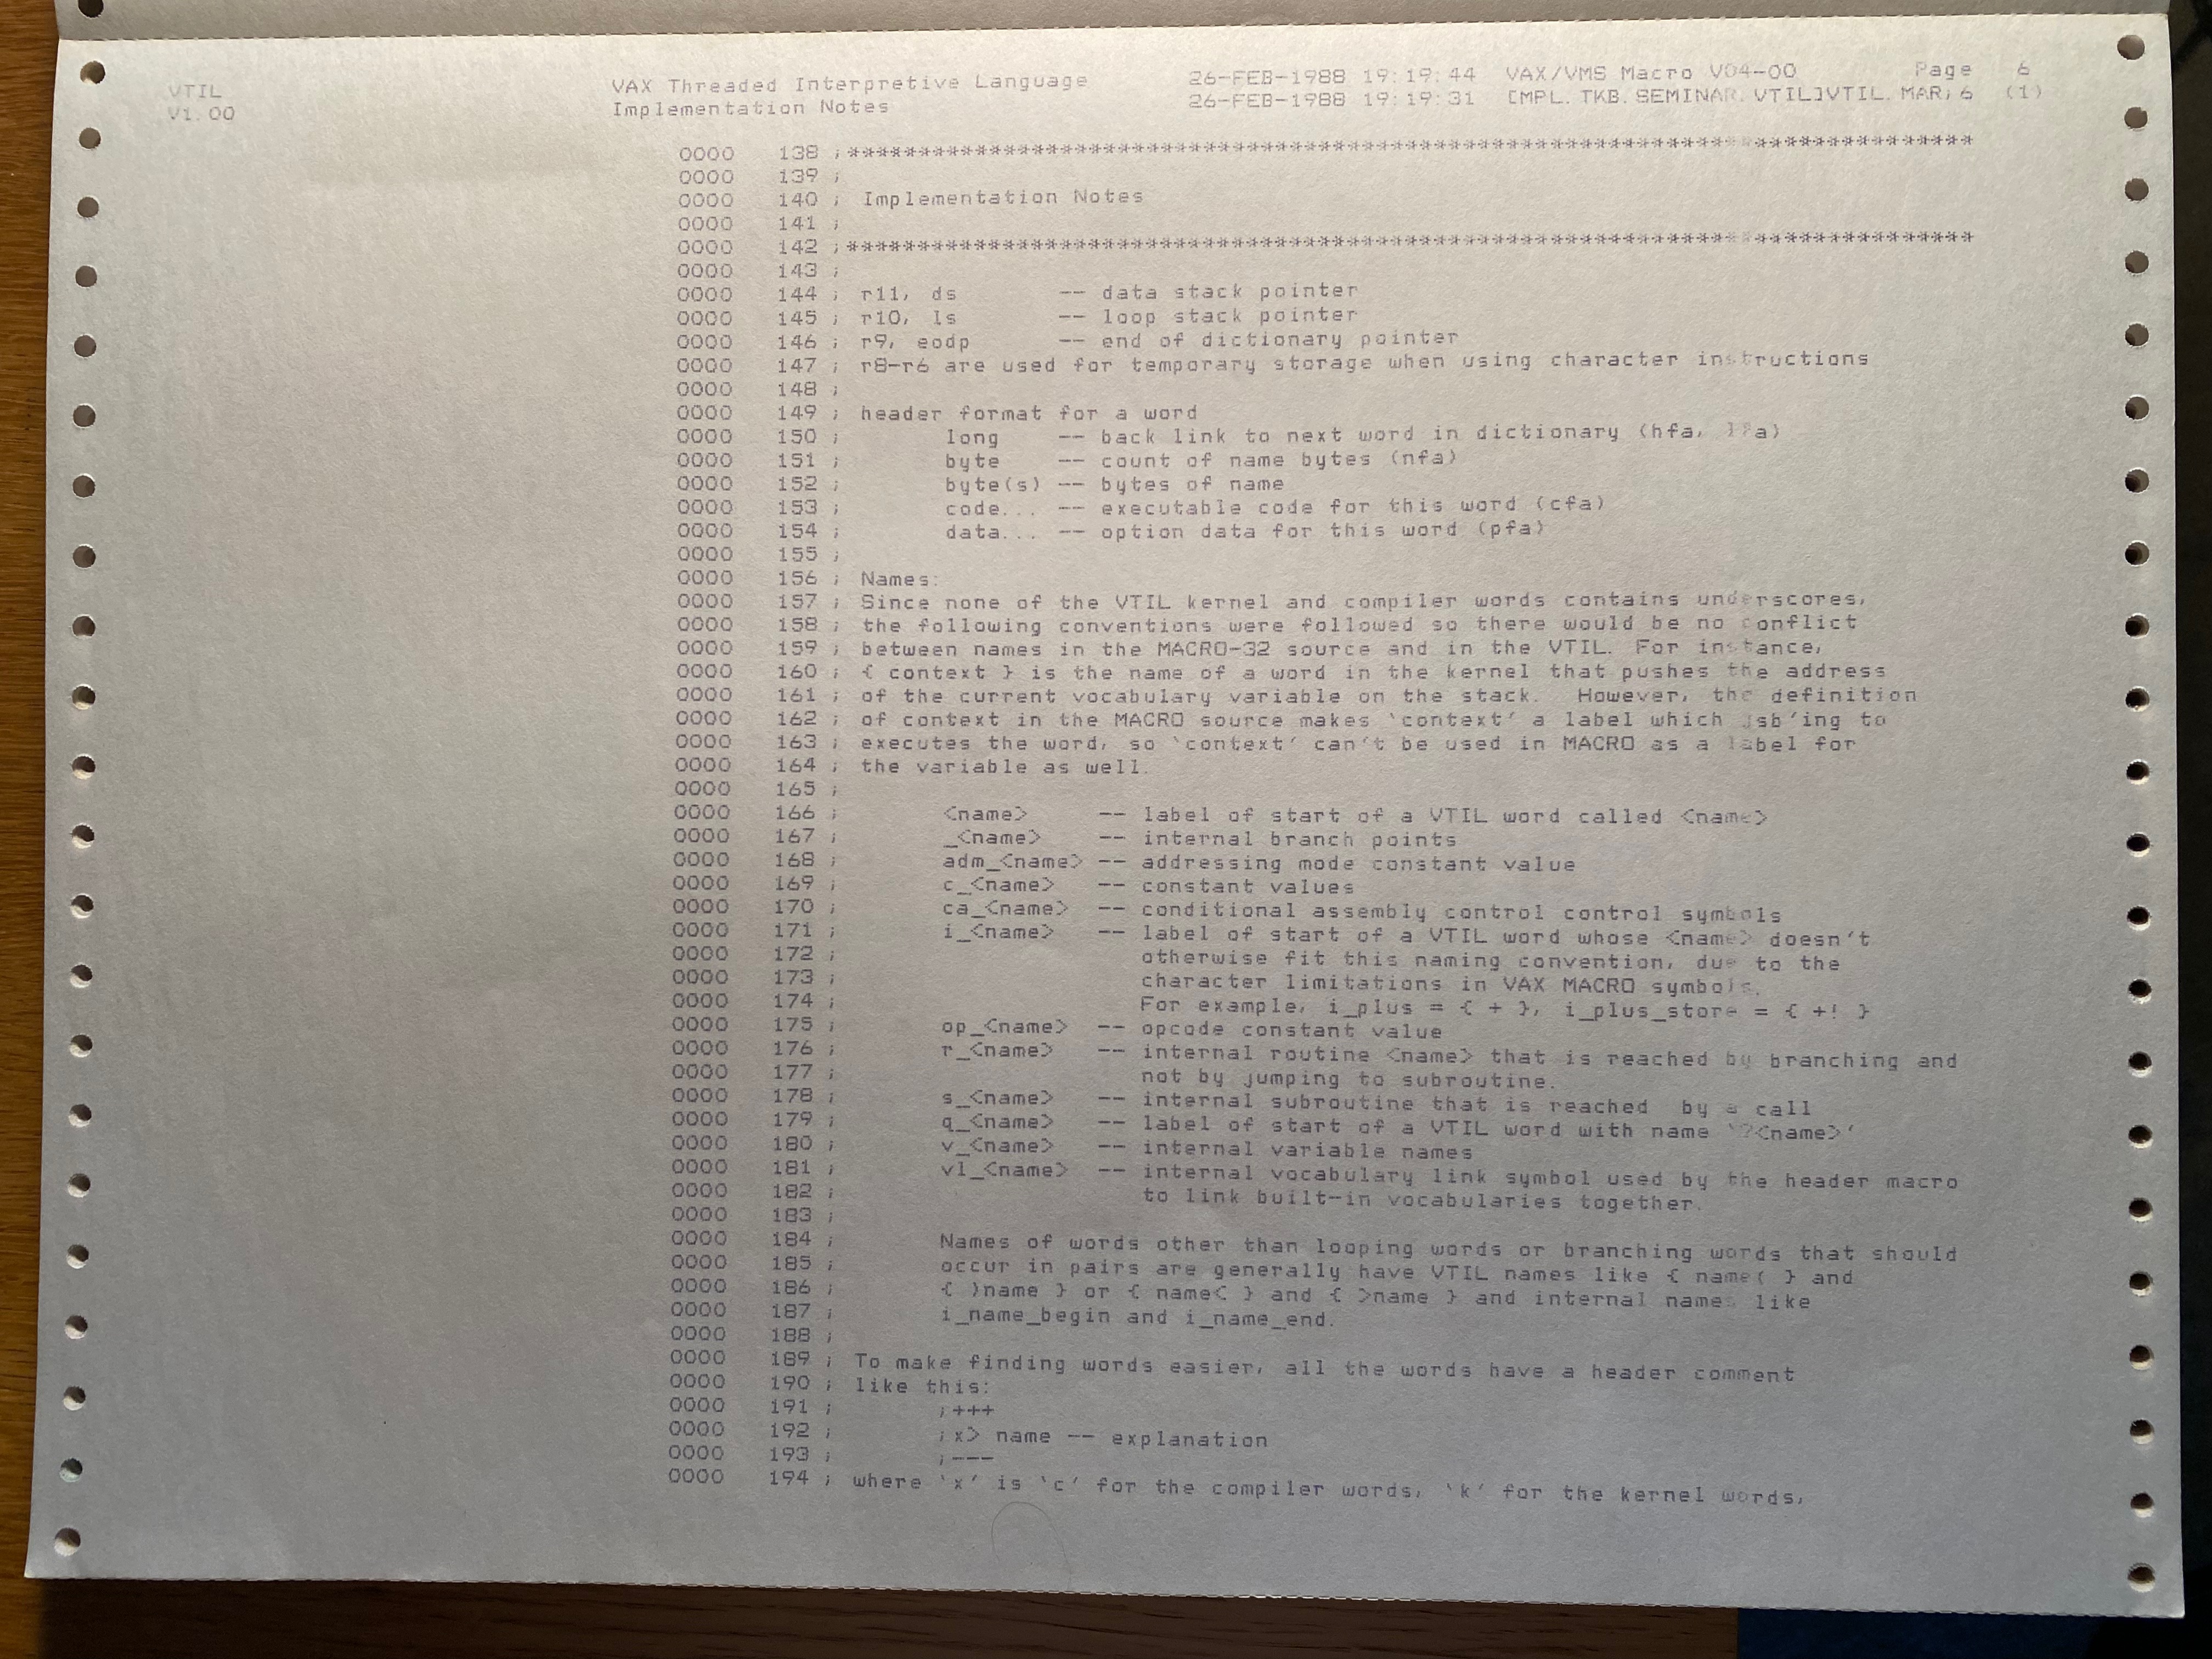 VTIL VAX Threaded Interpretive Language 26-FEB-1988 19:19:44 VAX/VMS Macro V04-00 Page 6
V1.00 Implementation Notes 26-FEB-1988 19:19:31 [MPL.TKB.SEMINAR.VTIL]VTIL.MAR;6 (1)
0000 138 ;********************************************************************************
0000 139 ;
0000 140 ; Implementation Notes
0000 141 ;
0000 142 ;********************************************************************************
0000 143 ;
0000 144 ; r11, ds -- data stack pointer
0000 145 ; r10, ls -- loop stack pointer
0000 146 ; r9, eodp -- end of dictionary pointer
0000 147 ; r8-r6 are used for temporary storage when using character instructions
0000 148 ;
0000 149 ; header format for a word
0000 150 ; long -- back link to next word in dictionary (hfa, lfa)
0000 151 ; byte -- count of name bytes (nfa)
0000 152 ; byte(s) -- bytes of name
0000 153 ; code... -- executable code for this word (cfa)
0000 154 ; data... -- option data for this word (pfa)
0000 155 ;
0000 156 ; Names:
0000 157 ; Since none of the VTIL kernel and compiler words contains underscores,
0000 158 ; the following conventions were followed so there would be no conflict
0000 159 ; between names in the MACRO-32 source and in the VTIL. For instance,
0000 160 ; { context } is the name of a word in the kernel that pushes the address
0000 161 ; of the current vocabulary variable on the stack. However, the definition
0000 162 ; of context in the MACRO source makes `context' a label which jsb'ing to
0000 163 ; executes the word, so `context' can't be used in MACRO as a label for
0000 164 ; the variable as well.
0000 165 ;
0000 166 ; <name> -- label of start of a VTIL word called <name>
0000 167 ; _<name> -- internal branch points
0000 168 ; adm_<name> -- addressing mode constant value
0000 169 ; c_<name> -- constant values
0000 170 ; ca_<name> -- conditional assembly control control symbols
0000 171 ; i_<name> -- label of start of a VTIL word whose <name> doesn't
0000 172 ; otherwise fit this naming convention, due to the
0000 173 ; character limitations in VAX MACRO symbols.
0000 174 ; For example, i_plus = { + }, i_plus_store = { +! }
0000 175 ; op_<name> -- opcode constant value
0000 176 ; r_<name> -- internal routine <name> that is reached by branching and
0000 177 ; not by jumping to subroutine.
0000 178 ; s_<name> -- internal subroutine that is reached by a call
0000 179 ; q_<name> -- label of start of a VTIL word with name `?<name>'
0000 180 ; v_<name> -- internal variable names
0000 181 ; vl_<name> -- internal vocabulary link symbol used by the header macro
0000 182 ; to link built-in vocabularies together.
0000 183 ;
0000 184 ; Names of words other than looping words or branching words that should
0000 185 ; occur in pairs are generally have VTIL names like { name( } and
0000 186 ; { )name } or { name< } and { >name } and internal names like
0000 187 ; i_name_begin and i_name_end.
0000 188 ;
0000 189 ; To make finding words easier, all the words have a header comment
0000 190 ; like this:
0000 191 ; ;+++
0000 192 ; ;x> name -- explanation
0000 193 ; ;---
0000 194 ; where `x' is `c' for the compiler words, `k' for the kernel words,